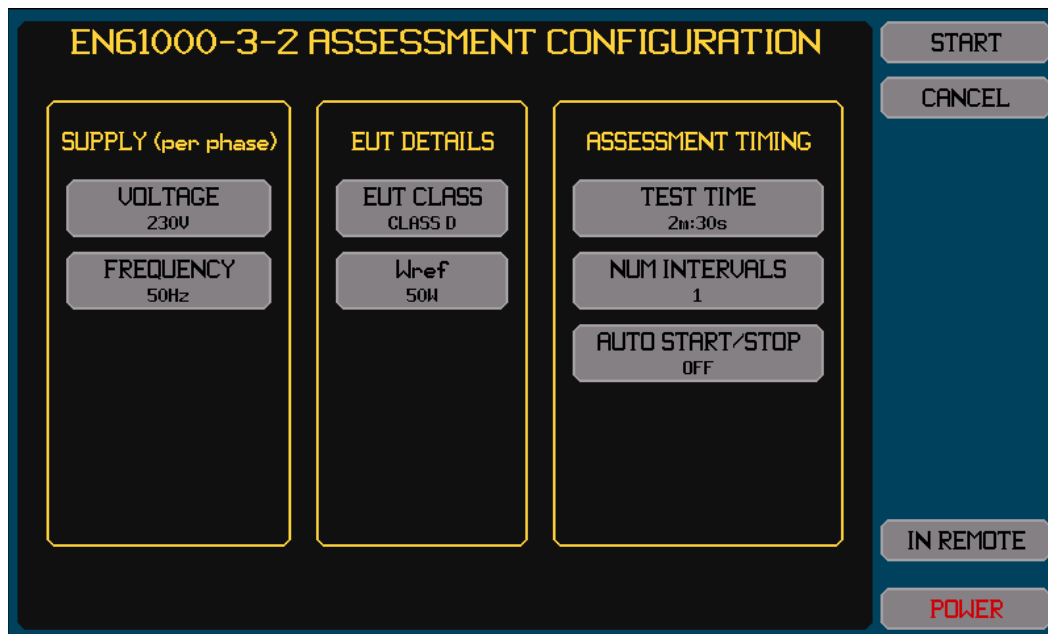 EN61000-3-2 ASSESSMENT CONFIGURATION
SUPPLY (per phase)
VOLTAGE
230V
FREQUENCY
50Hz
EUT DETAILS
EUT CLASS
CLASS D
Wref
50W
ASSESSMENT TIMING
TEST TIME
2m:30s
NUM INTERVALS
1
AUTO START/STOP
OFF
START
CANCEL
IN REMOTE
POWER